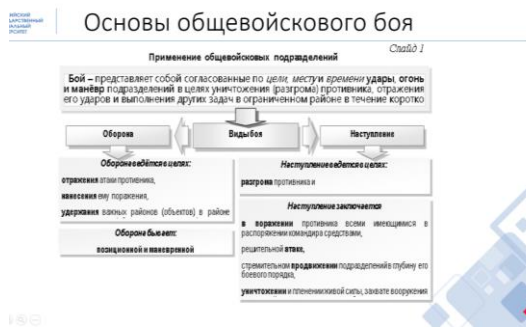 Основы общевойскового боя
Слайд 1
Применение общевойсковых подразделений
Бой – представляет собой согласованные по цели, месту и времени удары, огонь
и манёвр подразделений в целях уничтожения (разгрома) противника, отражения
его ударов и выполнения других задач в ограниченном районе в течение коротко
Оборона
Виды боя
Наступление
Оборона ведётся в целях:
отражения атаки противника,
нанесения ему поражения,
удержания важных районов (объектов) в районе
Оборона бывает:
позиционной и маневренной
Наступление ведется в целях:
разгрома противника и
Наступление заключается
в поражении противника всеми имеющимися в
распоряжении командира средствами,
решительной атаке,
стремительном продвижении подразделений в глубину его
боевого порядка,
уничтожении и пленении живой силы, захвате вооружения